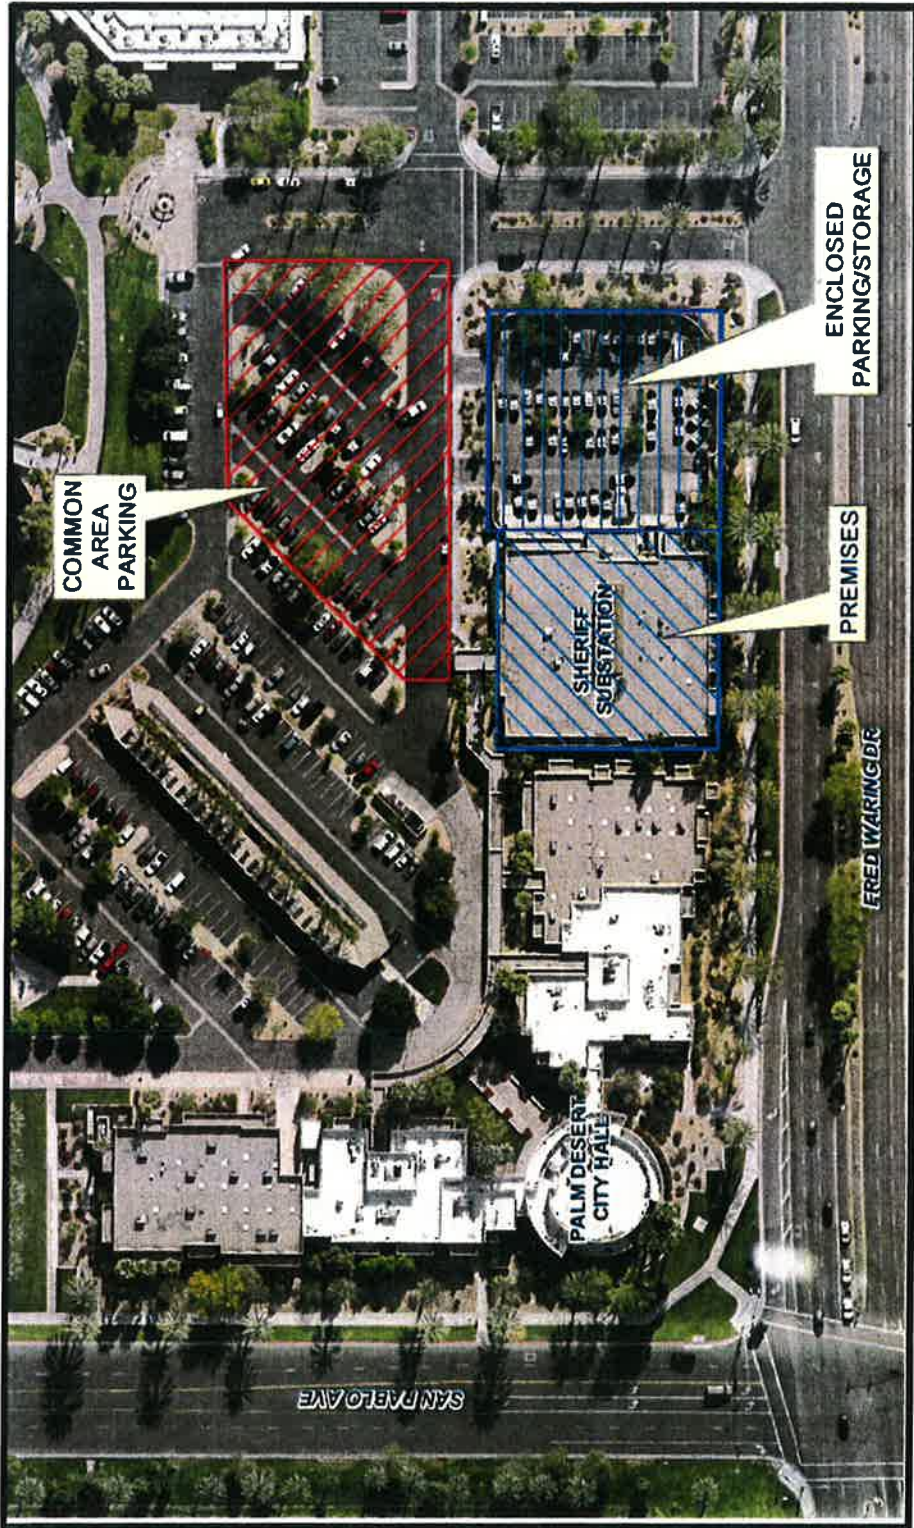 COMMON
AREA
PARKING
ENCLOSED
PARKING/STORAGE
SHERIFF
SUBSTATION
PREMISES
FRED WARING DR
PALM DESERT
CITY HALL
SAN PABLO AVE